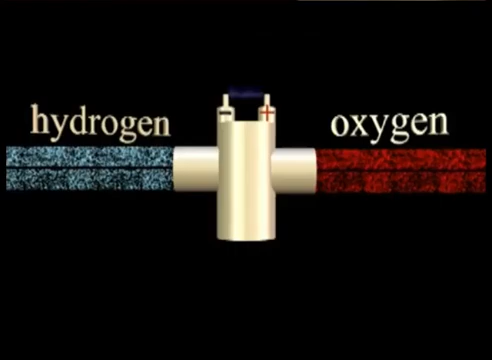 hydrogen
oxygen
- +